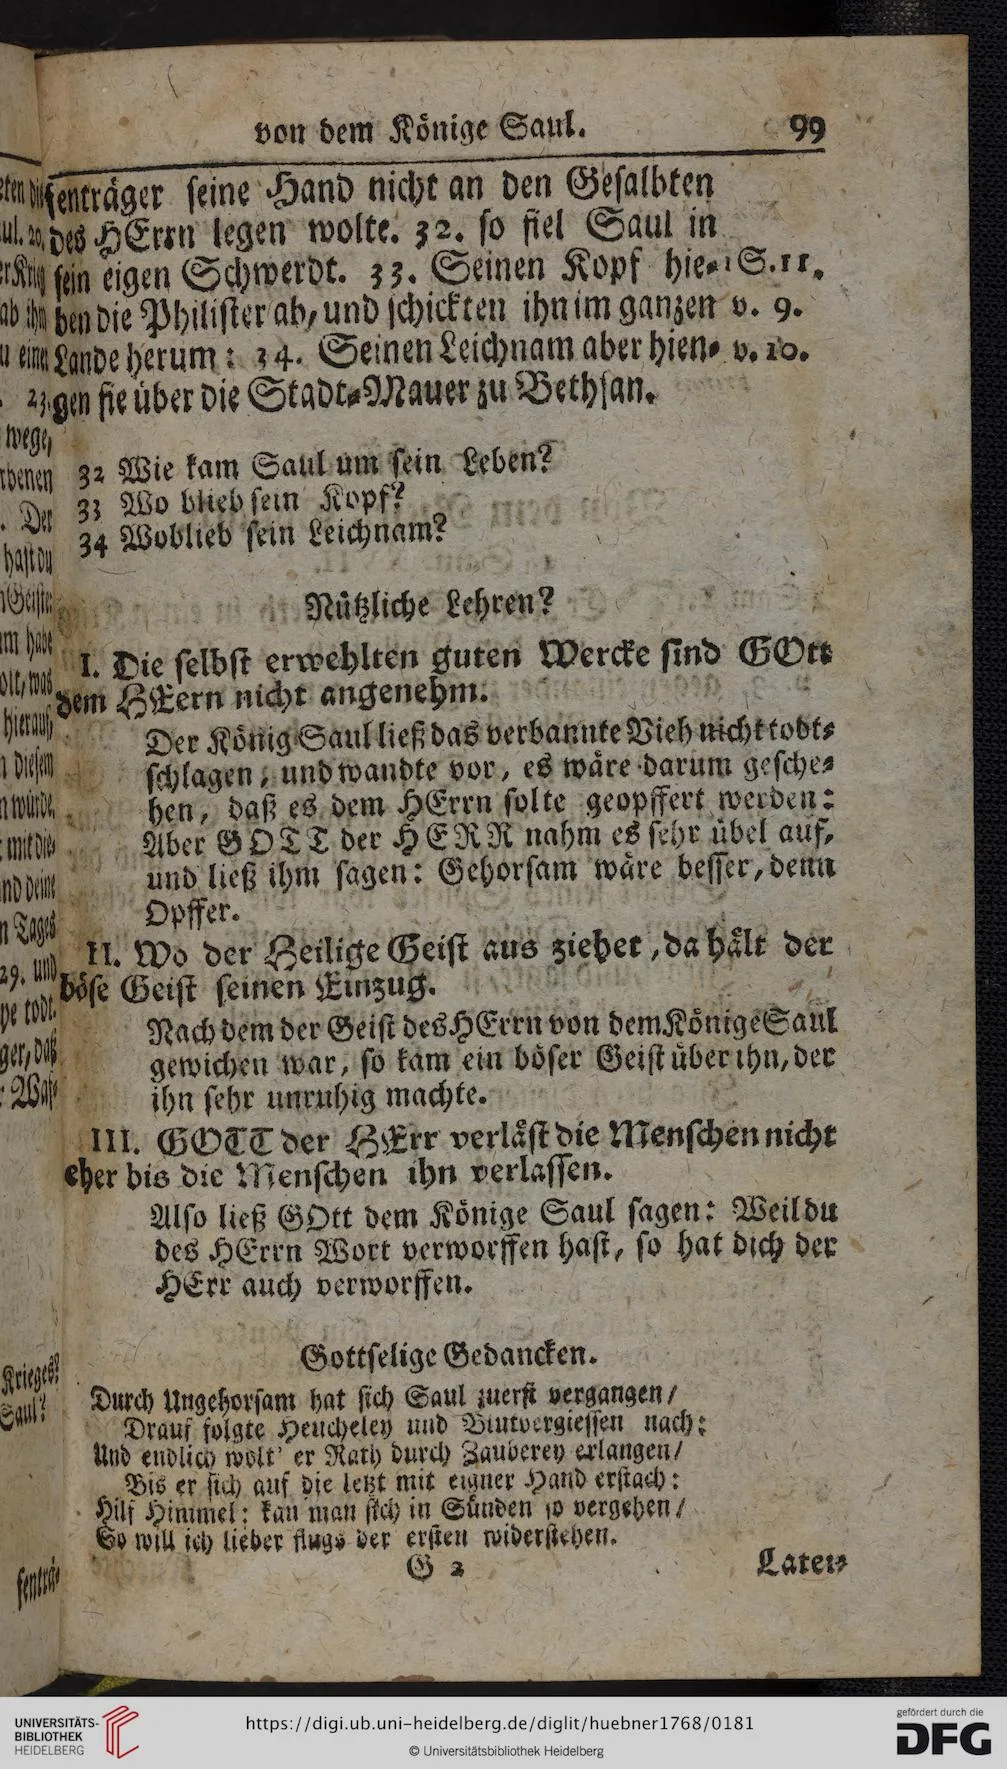 von dem Könige Saul. 99
senträger seine Hand nicht an den Gesalbten
des HErrn legen wolte. 32. so fiel Saul in
sein eigen Schwerdt. 33. Seinen Kopf hie- 1 S. 11.
ben die Philister ab, und schickten ihn im ganzen v. 9.
Lande herum: 34. Seinen Leichnam aber hien- v. 10.
gen sie über die Stadt-Mauer zu Bethsan.
32 Wie kam Saul um sein Leben?
33 Wo blieb sein Kopf?
34 Wo blieb sein Leichnam?
Nützliche Lehren?
I. Die selbst erwehlten guten Wercke sind GOtt
dem HErrn nicht angenehm.
Der König Saul ließ das verbannte Vieh nicht todt-
schlagen, und wandte vor, es wäre darum gesche-
hen, daß es dem HErrn solte geopffert werden:
Aber GOTT der HERR nahm es sehr übel auf,
und ließ ihm sagen: Gehorsam wäre besser, denn
Opffer.
II. Wo der Heilige Geist aus ziehet, da hält der
böse Geist seinen Einzug.
Nach dem der Geist des HErrn von dem Könige Saul
gewichen war, so kam ein böser Geist über ihn, der
ihn sehr unruhig machte.
III. GOTT der HErr verläst die Menschen nicht
eher bis die Menschen ihn verlassen.
Also ließ GOtt dem Könige Saul sagen: Weil du
des HErrn Wort verworffen hast, so hat dich der
HErr auch verworffen.
Gottselige Gedancken.
Durch Ungehorsam hat sich Saul zuerst vergangen/
Drauf folgte Heucheley und Blutvergiessen nach:
Und endlich wolt' er Rath durch Zauberey erlangen/
Bis er sich auf die letzt mit eigner Hand erstach:
Hilf Himmel: kan man sich in Sünden so vergehen/
So will ich lieber flugs der ersten widerstehen.
G 2 Latei-
UNIVERSITÄTS-
BIBLIOTHEK
HEIDELBERG
https://digi.ub.uni-heidelberg.de/diglit/huebner1768/0181
© Universitätsbibliothek Heidelberg
gefördert durch die
DFG